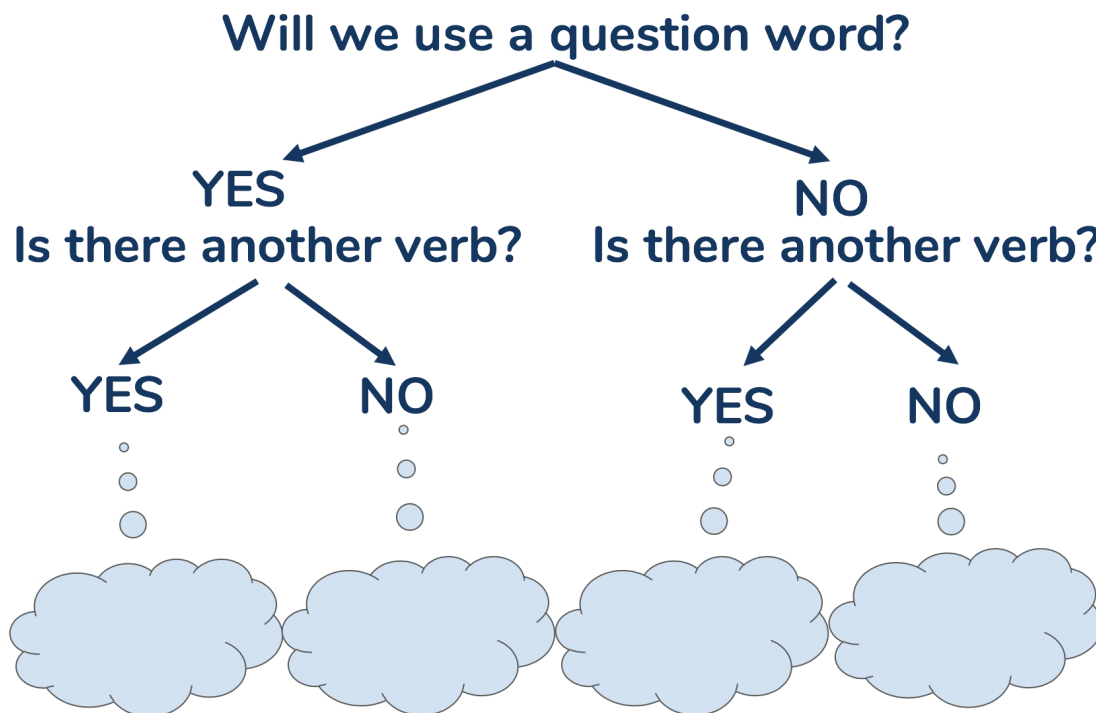 Will we use a question word?
YES
NO
Is there another verb?
Is there another verb?
YES
NO
YES
NO